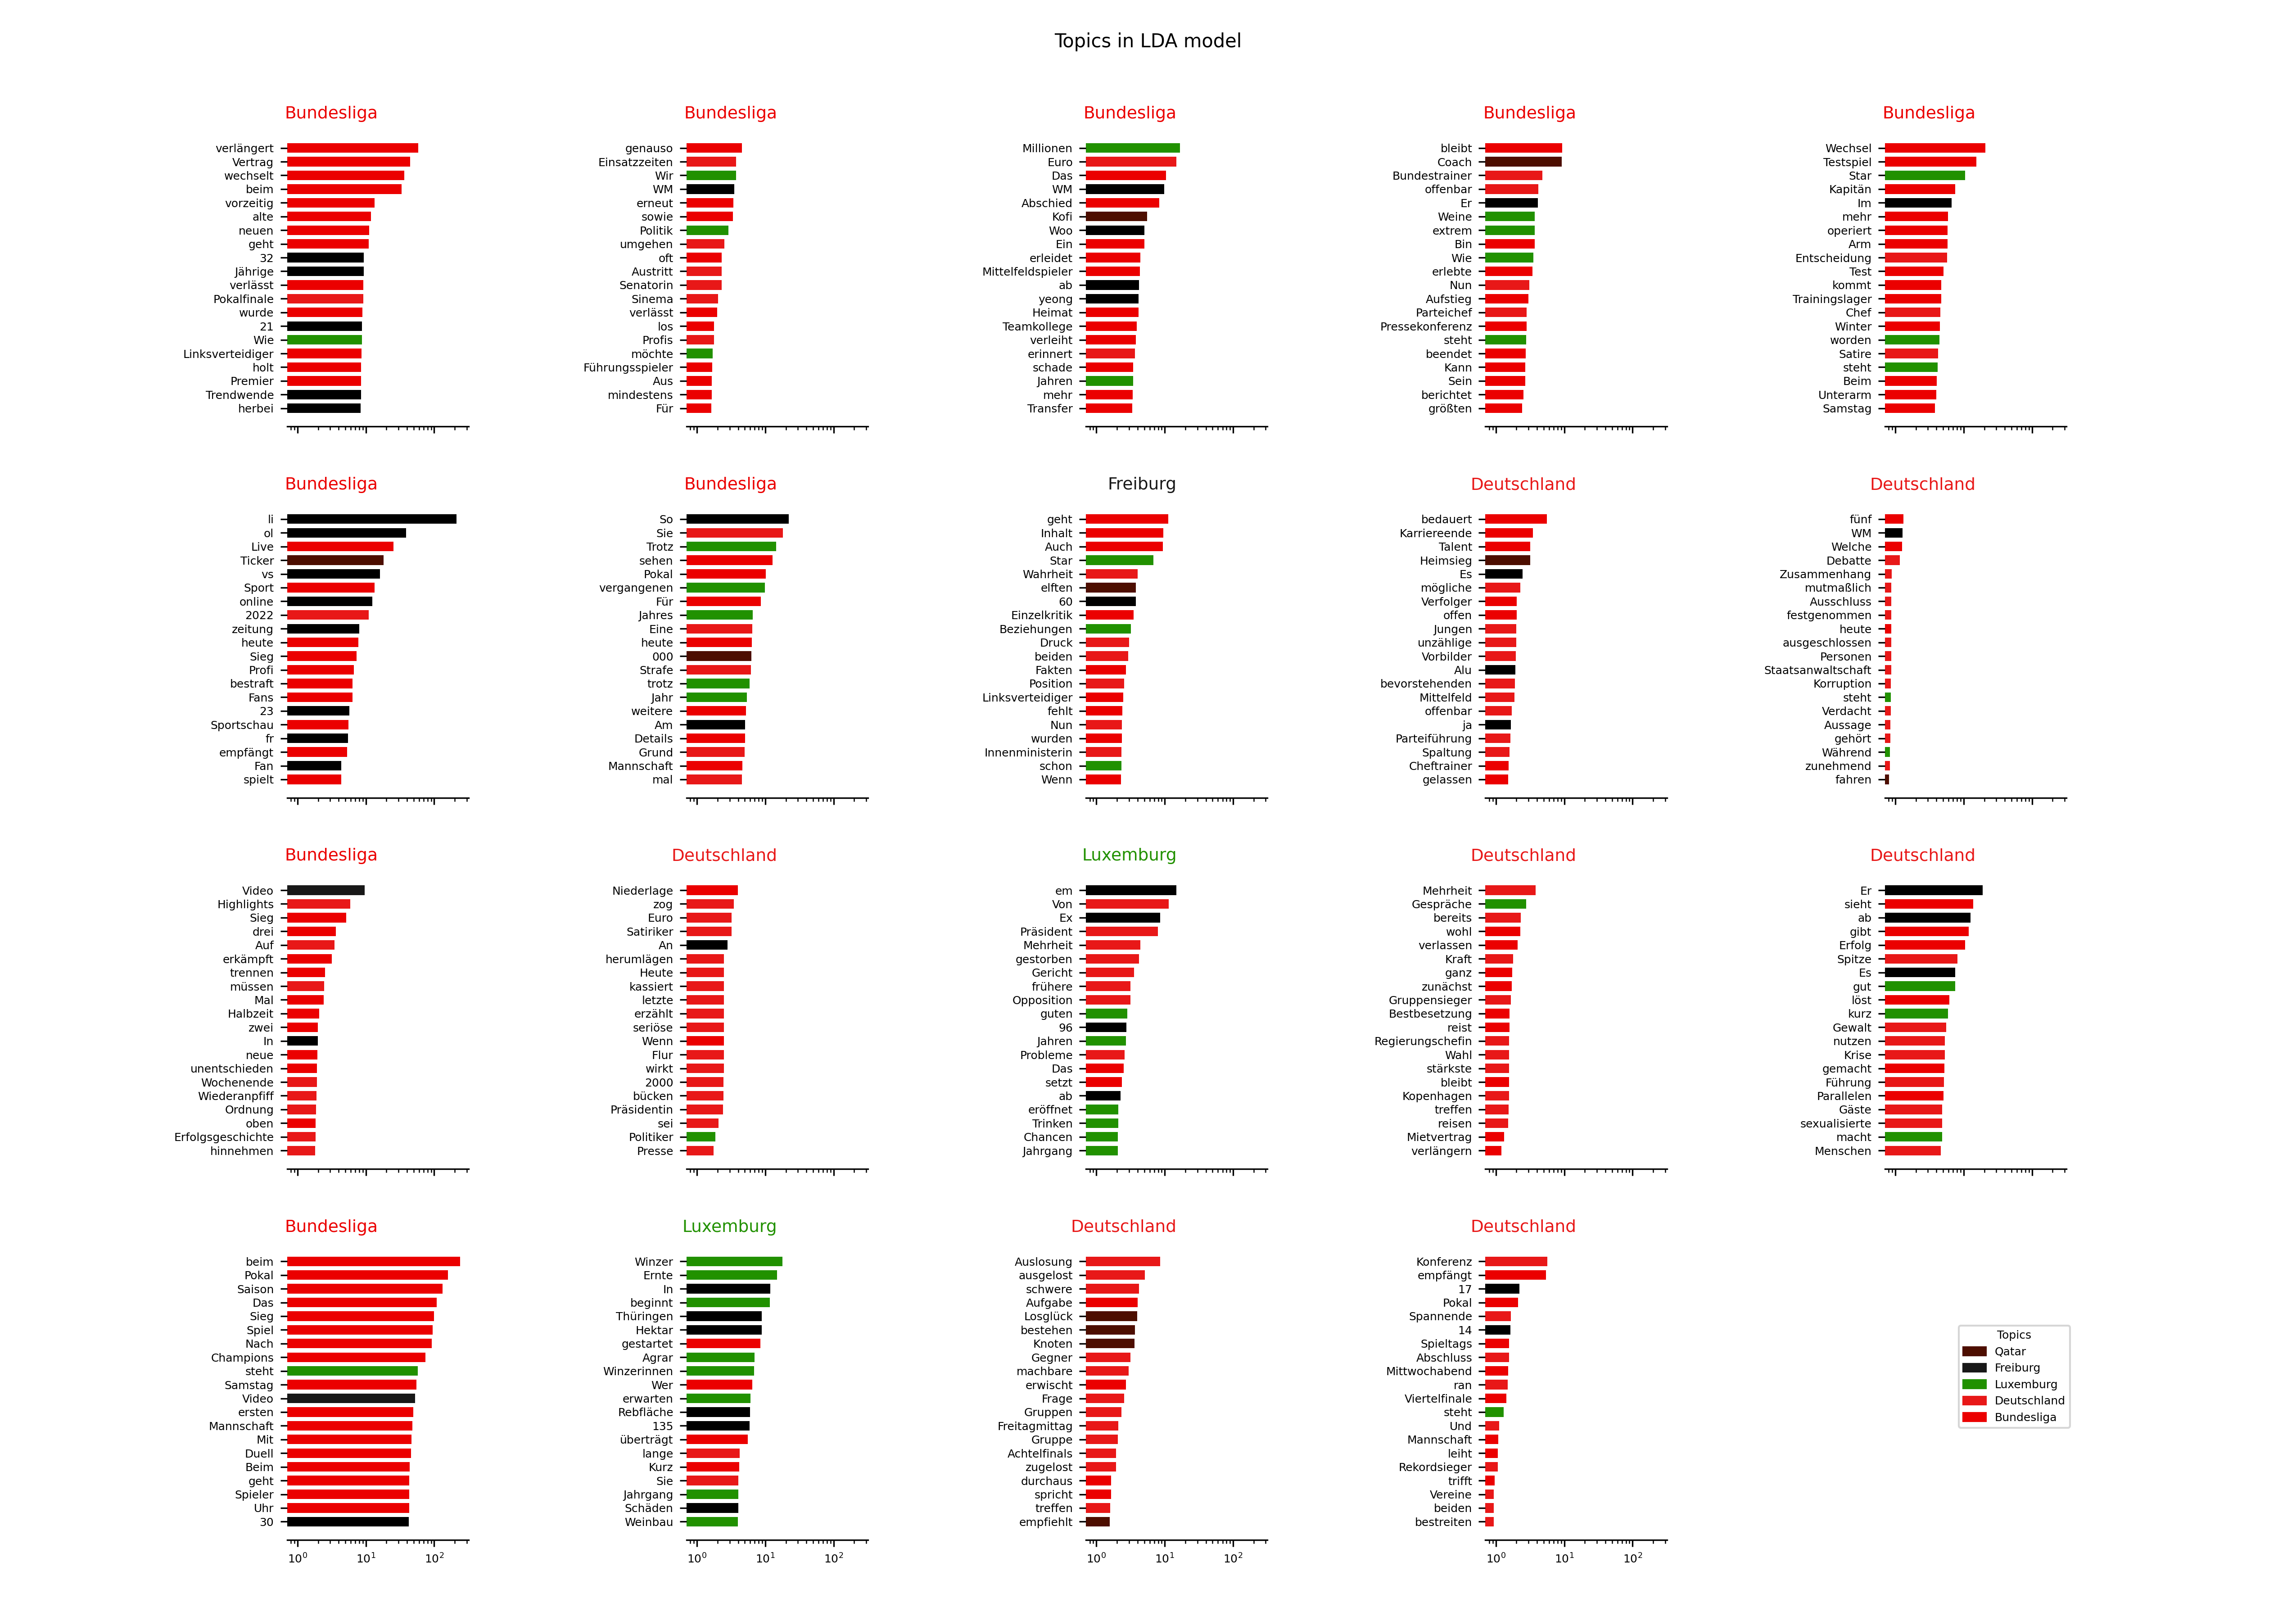 Topics in LDA model
Bundesliga
verlängert
Vertrag
wechselt
beim
vorzeitig
alte
neuen
geht
32
Jährige
verlässt
Pokalfinale
wurde
21
Wie
Linksverteidiger
holt
Premier
Trendwende
herbei
Bundesliga
genauso
Einsatzzeiten
Wir
WM
erneut
sowie
Politik
umgehen
oft
Austritt
Senatorin
Sinema
verlässt
los
Profis
möchte
Führungsspieler
Aus
mindestens
Für
Bundesliga
Millionen
Euro
Das
WM
Abschied
Kofi
Woo
Ein
erleidet
Mittelfeldspieler
ab
yeong
Heimat
Teamkollege
verleiht
erinnert
schade
Jahren
mehr
Transfer
Bundesliga
bleibt
Coach
Bundestrainer
offenbar
Er
Weine
extrem
Bin
Wie
erlebte
Nun
Aufstieg
Parteichef
Pressekonferenz
steht
beendet
Kann
Sein
berichtet
größten
Bundesliga
Wechsel
Testspiel
Star
Kapitän
Im
mehr
operiert
Arm
Entscheidung
Test
kommt
Trainingslager
Chef
Winter
worden
Satire
steht
Beim
Unterarm
Samstag
Bundesliga
li
ol
Live
Ticker
vs
Sport
online
2022
zeitung
heute
Sieg
Profi
bestraft
Fans
23
Sportschau
fr
empfängt
Fan
spielt
Bundesliga
So
Sie
Trotz
sehen
Pokal
vergangenen
Für
Jahres
Eine
heute
000
Strafe
trotz
Jahr
weitere
Am
Details
Grund
Mannschaft
mal
Freiburg
geht
Inhalt
Auch
Star
Wahrheit
elften
60
Einzelkritik
Beziehungen
Druck
beiden
Fakten
Position
Linksverteidiger
fehlt
Nun
wurden
Innenministerin
schon
Wenn
Deutschland
bedauert
Karriereende
Talent
Heimsieg
Es
mögliche
Verfolger
offen
Jungen
unzählige
Vorbilder
Alu
bevorstehenden
Mittelfeld
offenbar
ja
Parteiführung
Spaltung
Cheftrainer
gelassen
Deutschland
fünf
WM
Welche
Debatte
Zusammenhang
mutmaßlich
Ausschluss
festgenommen
heute
ausgeschlossen
Personen
Staatsanwaltschaft
Korruption
steht
Verdacht
Aussage
gehört
Während
zunehmend
fahren
Bundesliga
Video
Highlights
Sieg
drei
Auf
erkämpft
trennen
müssen
Mal
Halbzeit
zwei
In
neue
unentschieden
Wochenende
Wiederanpfiff
Ordnung
oben
Erfolgsgeschichte
hinnehmen
Deutschland
Niederlage
zog
Euro
Satiriker
An
herumlägen
Heute
kassiert
letzte
erzählt
seriöse
Wenn
Flur
wirkt
2000
bücken
Präsidentin
sei
Politiker
Presse
Luxemburg
em
Von
Ex
Präsident
Mehrheit
gestorben
Gericht
frühere
Opposition
guten
96
Jahren
Probleme
Das
setzt
ab
eröffnet
Trinken
Chancen
Jahrgang
Deutschland
Mehrheit
Gespräche
bereits
wohl
verlassen
Kraft
ganz
zunächst
Gruppensieger
Bestbesetzung
reist
Regierungschefin
Wahl
stärkste
bleibt
Kopenhagen
treffen
reisen
Mietvertrag
verlängern
Deutschland
Er
sieht
ab
gibt
Erfolg
Spitze
Es
gut
löst
kurz
Gewalt
nutzen
Krise
gemacht
Führung
Parallelen
Gäste
sexualisierte
macht
Menschen
Bundesliga
beim
Pokal
Saison
Das
Sieg
Spiel
Nach
Champions
steht
Samstag
Video
ersten
Mannschaft
Mit
Duell
Beim
geht
Spieler
Uhr
30
10⁰ 10¹ 10²
Luxemburg
Winzer
Ernte
In
beginnt
Thüringen
Hektar
gestartet
Agrar
Winzerinnen
Wer
erwarten
Rebfläche
135
überträgt
lange
Kurz
Sie
Jahrgang
Schäden
Weinbau
10⁰ 10¹ 10²
Deutschland
Auslosung
ausgelost
schwere
Aufgabe
Losglück
bestehen
Knoten
Gegner
machbare
erwischt
Frage
Gruppen
Freitagmittag
Gruppe
Achtelfinals
zugelost
durchaus
spricht
treffen
empfiehlt
10⁰ 10¹ 10²
Deutschland
Konferenz
empfängt
17
Pokal
Spannende
14
Spieltags
Abschluss
Mittwochabend
ran
Viertelfinale
steht
Und
Mannschaft
leiht
Rekordsieger
trifft
Vereine
beiden
bestreiten
10⁰ 10¹ 10²
Topics
Qatar
Freiburg
Luxemburg
Deutschland
Bundesliga